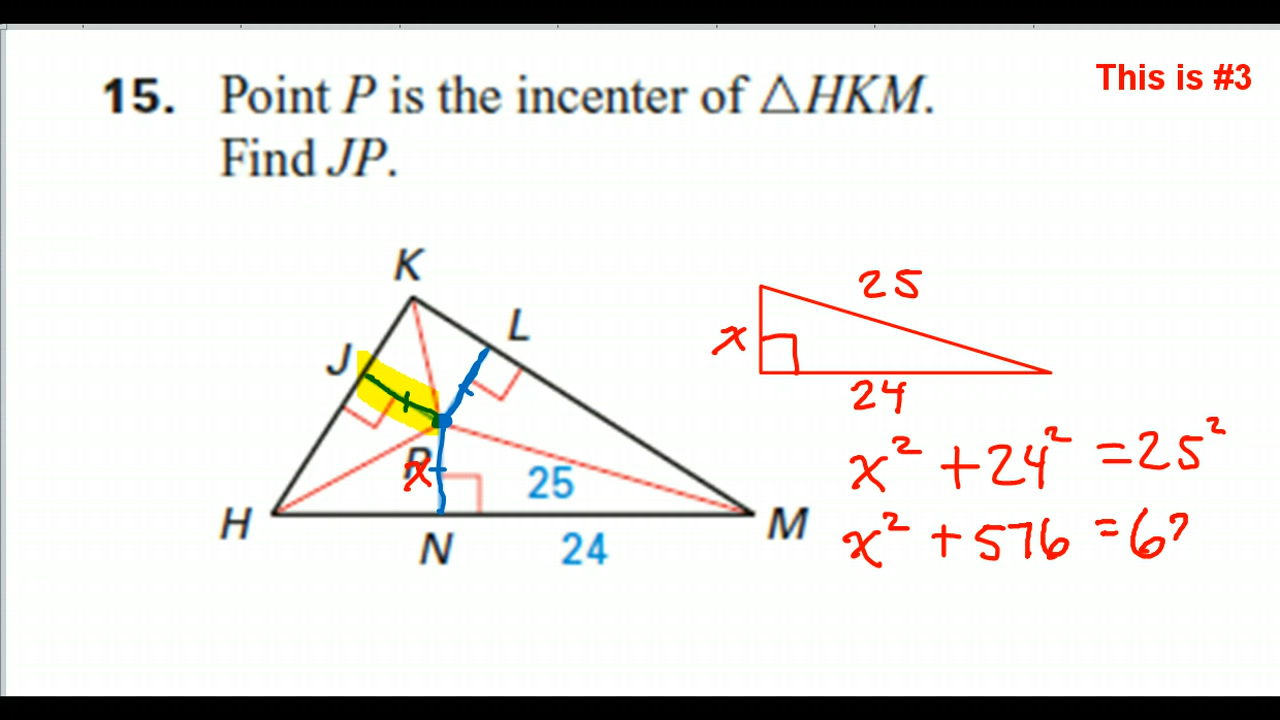 This is #3
15. Point P is the incenter of △HKM.
Find JP.
K
L
J
P
x
25
H
N
24
M
25
x
24
x² + 24² = 25²
x² + 576 = 62